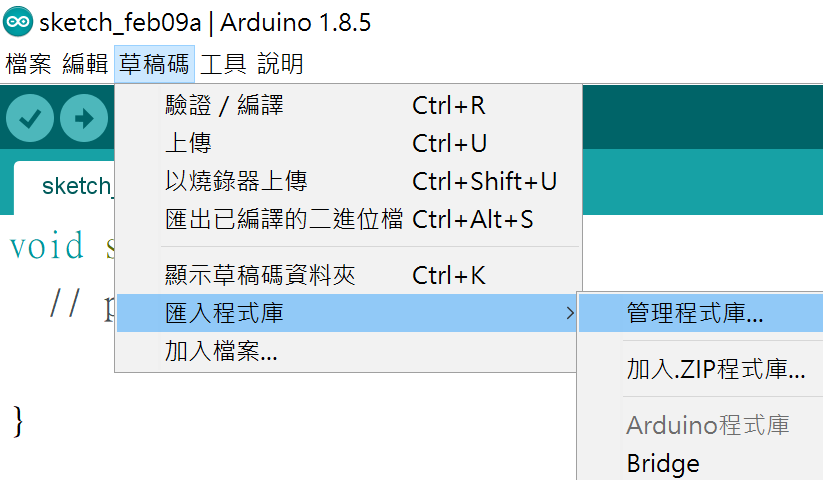 sketch_feb09a | Arduino 1.8.5
檔案 編輯 草稿碼 工具 說明
驗證 / 編譯 Ctrl+R
上傳 Ctrl+U
以燒錄器上傳 Ctrl+Shift+U
匯出已編譯的二進位檔 Ctrl+Alt+S
顯示草稿碼資料夾 Ctrl+K
匯入程式庫
加入檔案...
管理程式庫...
加入.ZIP程式庫...
Arduino程式庫
Bridge
sketch_
void s
// p
}